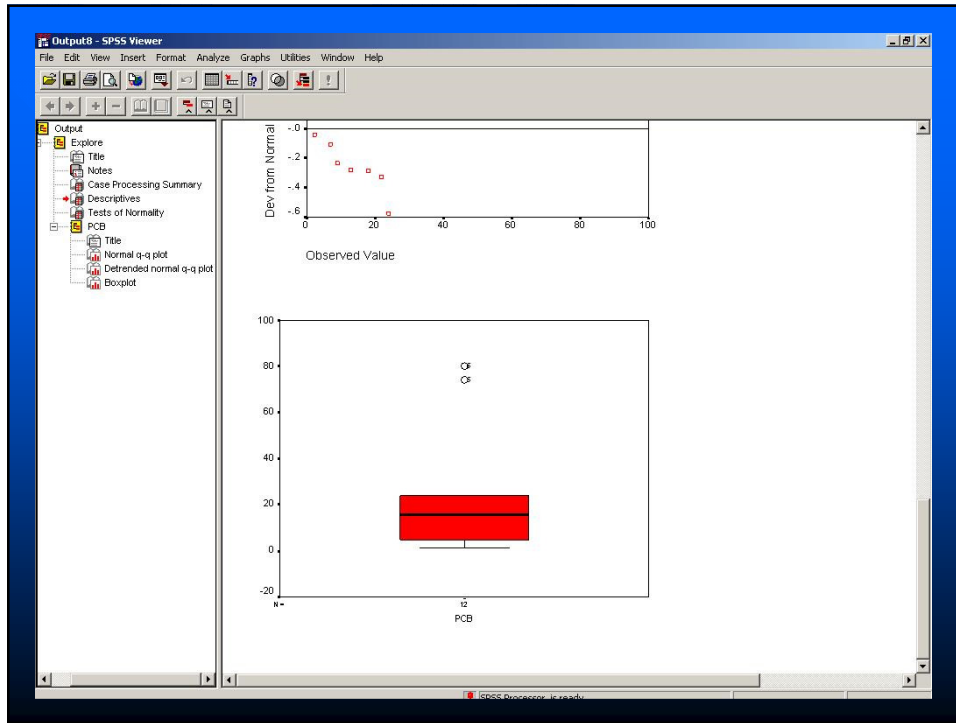 Output8 - SPSS Viewer
File Edit View Insert Format Analyze Graphs Utilities Window Help
Output
Explore
Title
Notes
Case Processing Summary
Descriptives
Tests of Normality
PCB
Title
Normal q-q plot
Detrended normal q-q plot
Boxplot
Dev from Normal
-.0
-.2
-.4
-.6
0 20 40 60 80 100
Observed Value
100
80
60
40
20
0
-20
N =
12
PCB
SPSS Processor is ready